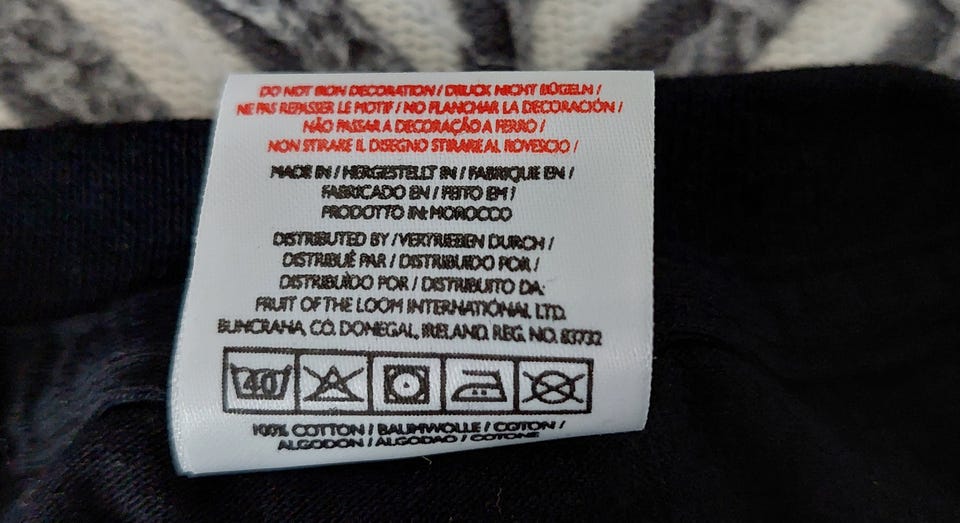 DO NOT IRON DECORATION / DRUCK NICHT BÜGELN /
NE PAS REPASSER LE MOTIF / NO PLANCHAR LA DECORACIÓN /
NÃO PASSAR A DECORAÇÃO A FERRO /
NON STIRARE IL DISEGNO STIRARE AL ROVESCIO /
MADE IN / HERGESTELLT IN / FABRIQUE EN /
FABRICADO EN / FEITO EM /
PRODOTTO IN: MOROCCO
DISTRIBUTED BY / VERTRIEBEN DURCH /
DISTRIBUÉ PAR / DISTRIBUIDO POR /
DISTRIBUÍDO POR / DISTRIBUITO DA:
FRUIT OF THE LOOM INTERNATIONAL LTD.
BUNCRANA, CO. DONEGAL, IRELAND. REG. NO. 83732
40
100% COTTON / BAUMWOLLE / COTON /
ALGODON / ALGODAO / COTONE